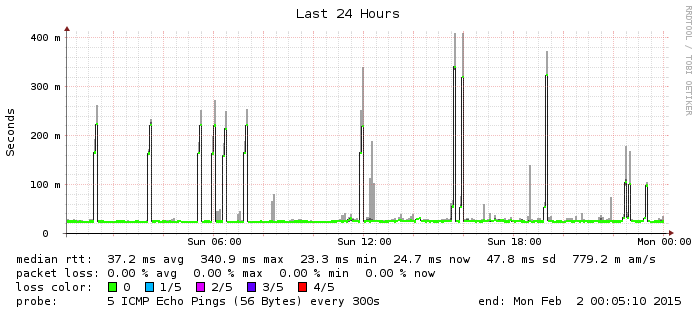 Last 24 Hours
RRDTOOL / TOBI OETIKER
Seconds
400 m
300 m
200 m
100 m
0
Sun 06:00 Sun 12:00 Sun 18:00 Mon 00:00
median rtt: 37.2 ms avg 340.9 ms max 23.3 ms min 24.7 ms now 47.8 ms sd 779.2 m am/s
packet loss: 0.00 % avg 0.00 % max 0.00 % min 0.00 % now
loss color: 0 1/5 2/5 3/5 4/5
probe: 5 ICMP Echo Pings (56 Bytes) every 300s end: Mon Feb 2 00:05:10 2015